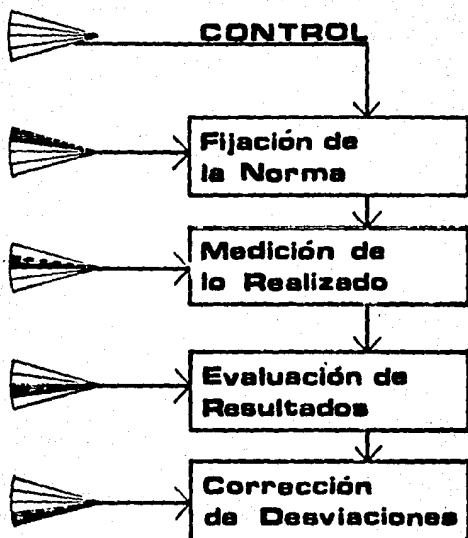 CONTROL
Fijación de
la Norma
Medición de
lo Realizado
Evaluación de
Resultados
Corrección
de Desviaciones